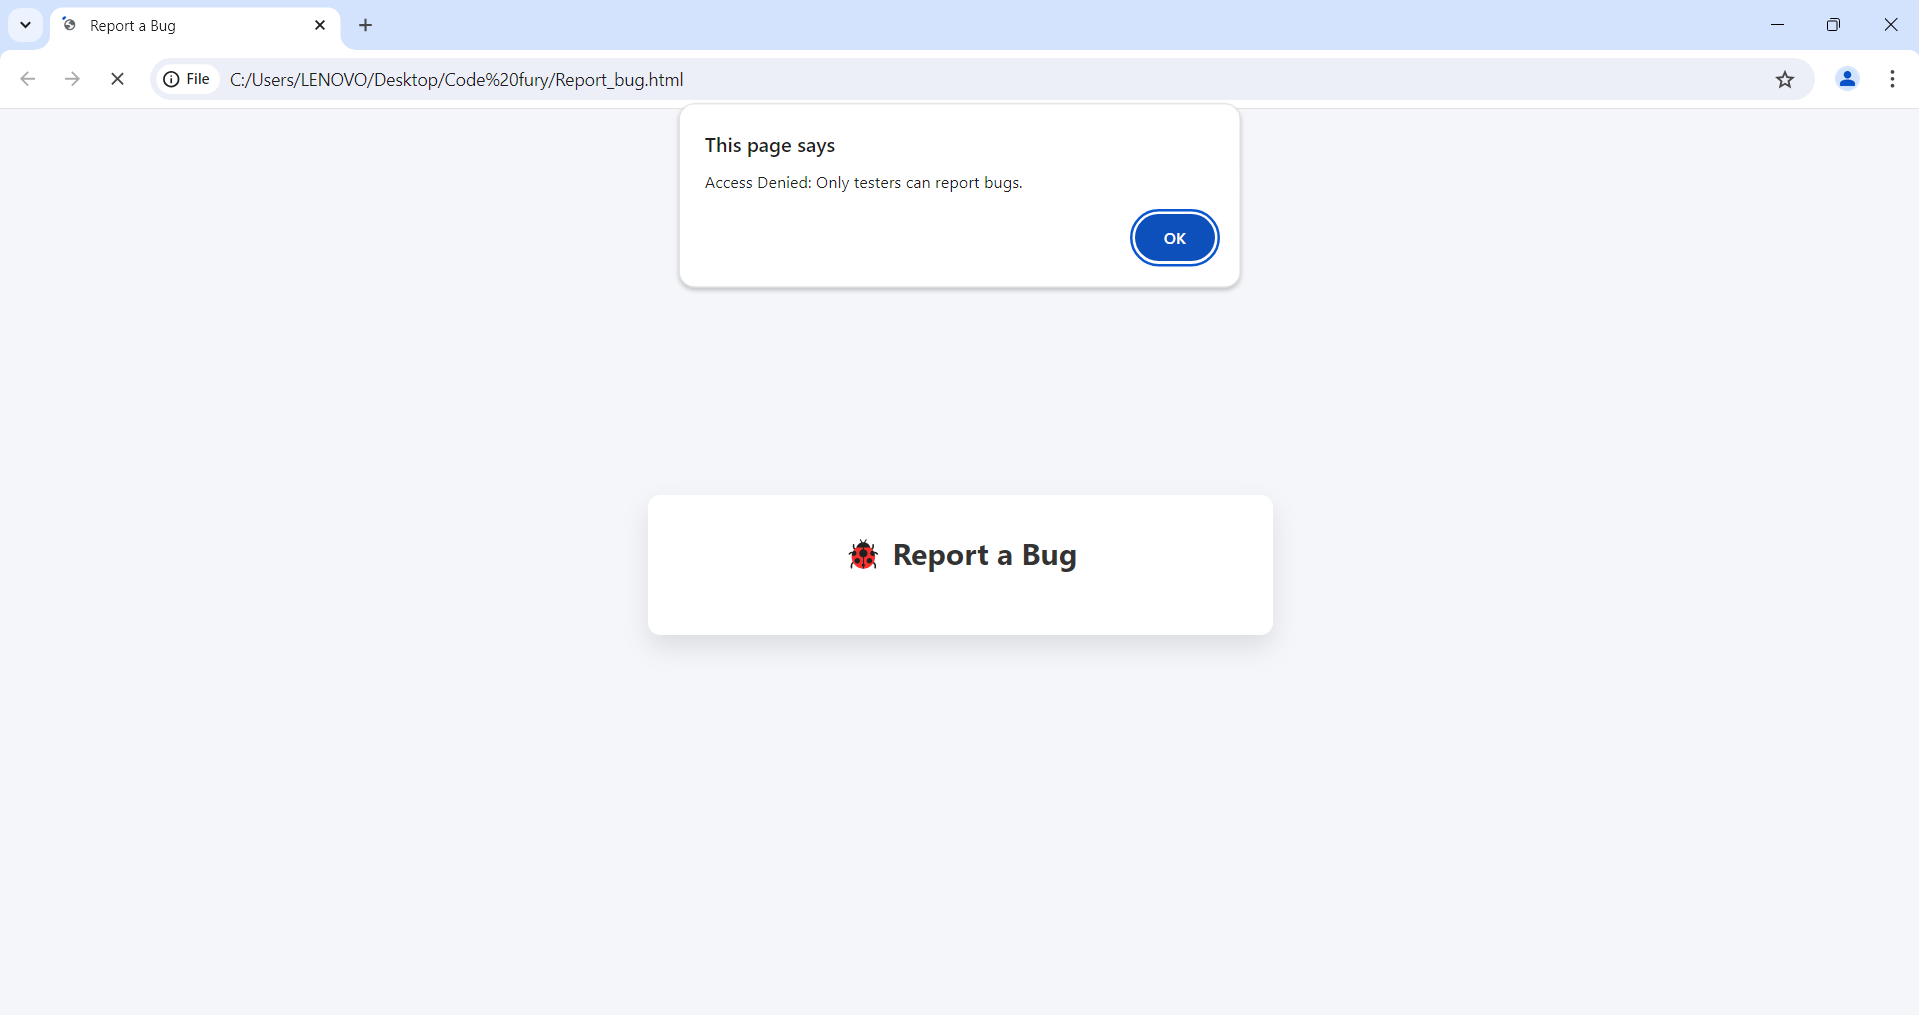 Report a Bug
File
C:/Users/LENOVO/Desktop/Code%20fury/Report_bug.html
This page says
Access Denied: Only testers can report bugs.
OK
Report a Bug